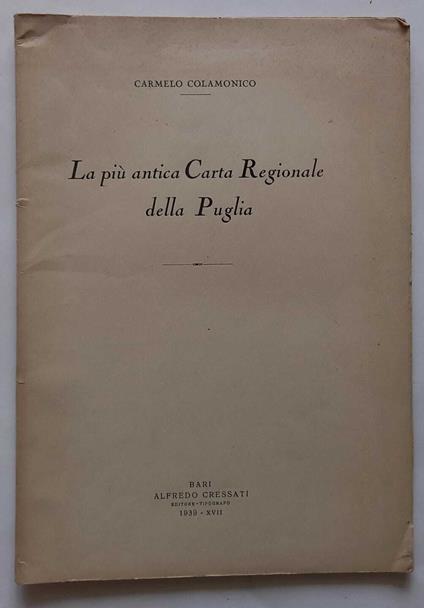 CARMELO COLAMONICO
La più antica Carta Regionale
della Puglia
BARI
ALFREDO CRESSATI
EDITORE-TIPOGRAFO
1939 - XVII